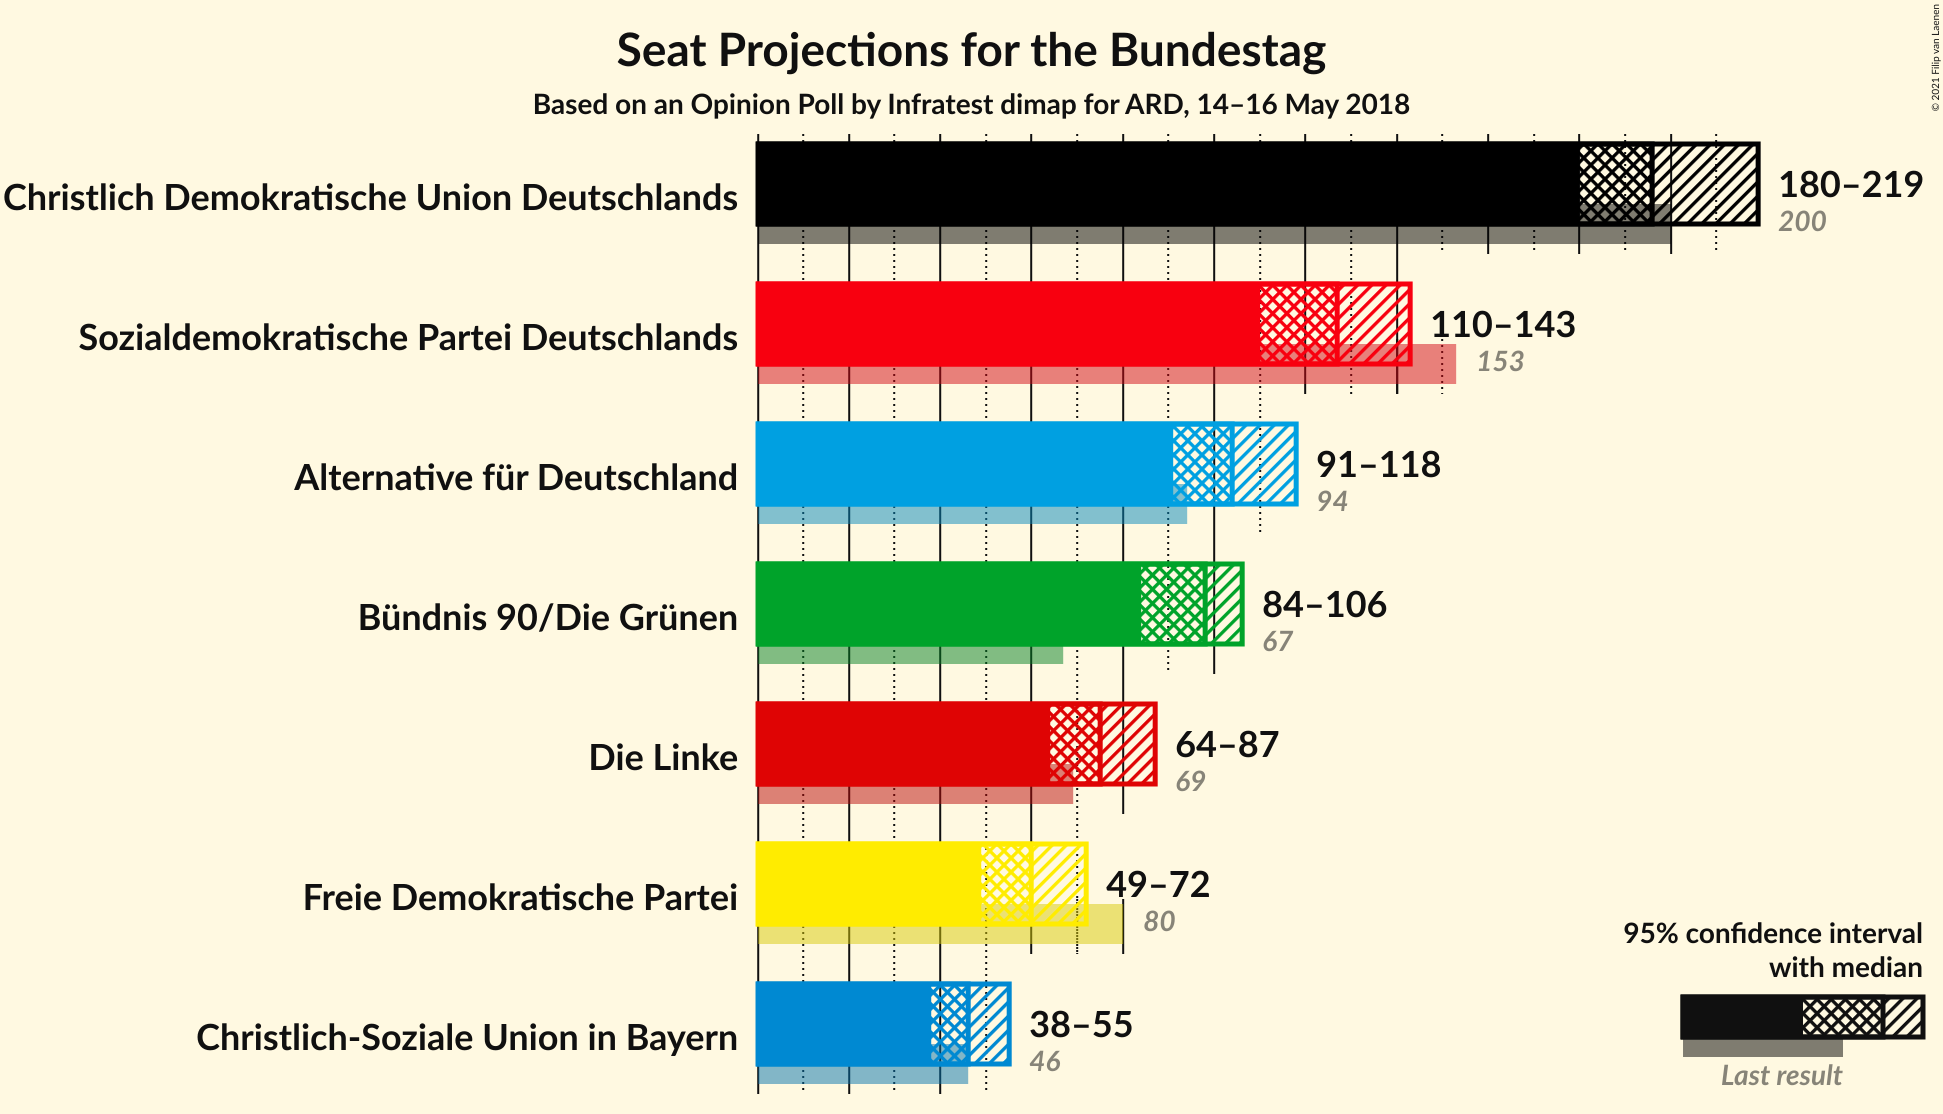 Seat Projections for the Bundestag
Based on an Opinion Poll by Infratest dimap for ARD, 14–16 May 2018
© 2021 Filip van Laenen
Christlich Demokratische Union Deutschlands
180–219
200
Sozialdemokratische Partei Deutschlands
110–143
153
Alternative für Deutschland
91–118
94
Bündnis 90/Die Grünen
84–106
67
Die Linke
64–87
69
Freie Demokratische Partei
49–72
80
Christlich-Soziale Union in Bayern
38–55
46
95% confidence interval
with median
Last result